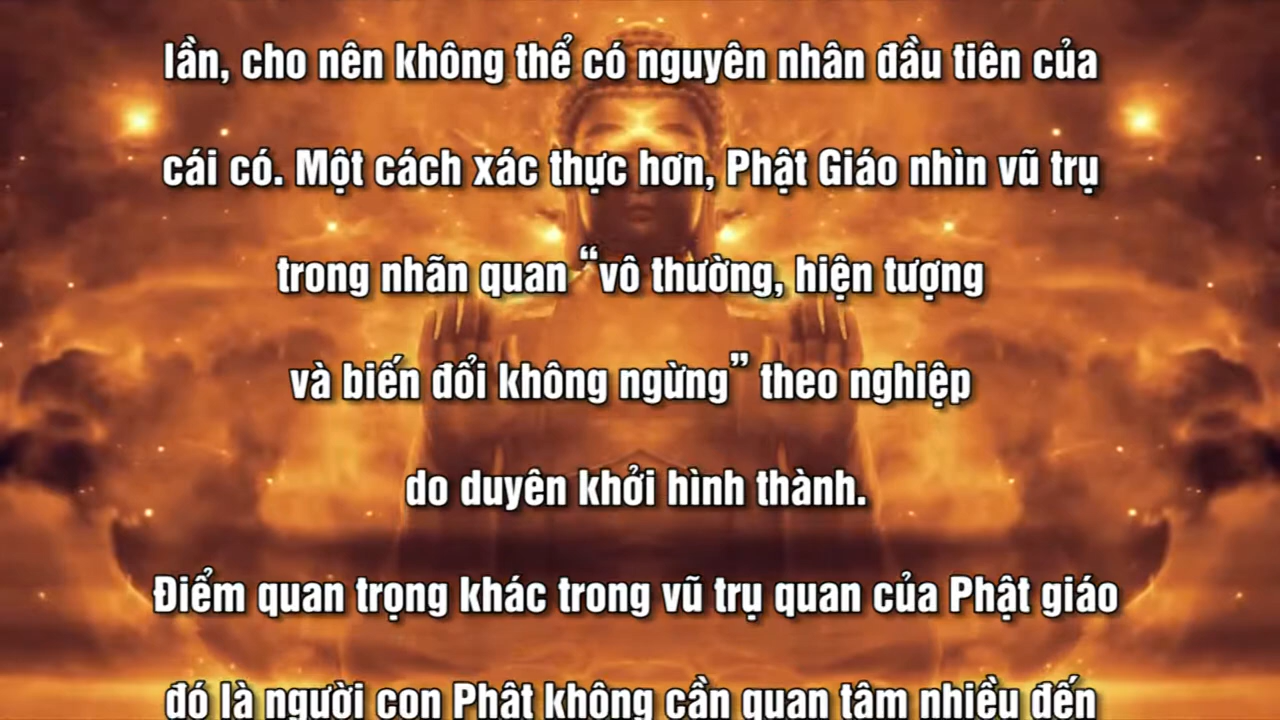 lần, cho nên không thể có nguyên nhân đầu tiên của
cái có. Một cách xác thực hơn, Phật Giáo nhìn vũ trụ
trong nhãn quan “vô thường, hiện tượng
và biến đổi không ngừng” theo nghiệp
do duyên khởi hình thành.
Điểm quan trọng khác trong vũ trụ quan của Phật giáo
đó là người con Phật không cần quan tâm nhiều đến